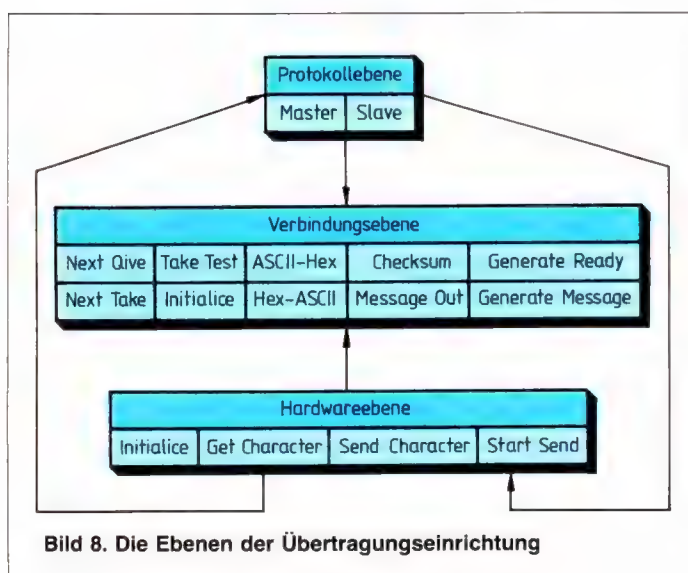 Protokollebene
Master Slave
Verbindungsebene
Next Qive Take Test ASCII-Hex Checksum Generate Ready
Next Take Initialice Hex-ASCII Message Out Generate Message
Hardwareebene
Initialice Get Character Send Character Start Send
Bild 8. Die Ebenen der Übertragungseinrichtung